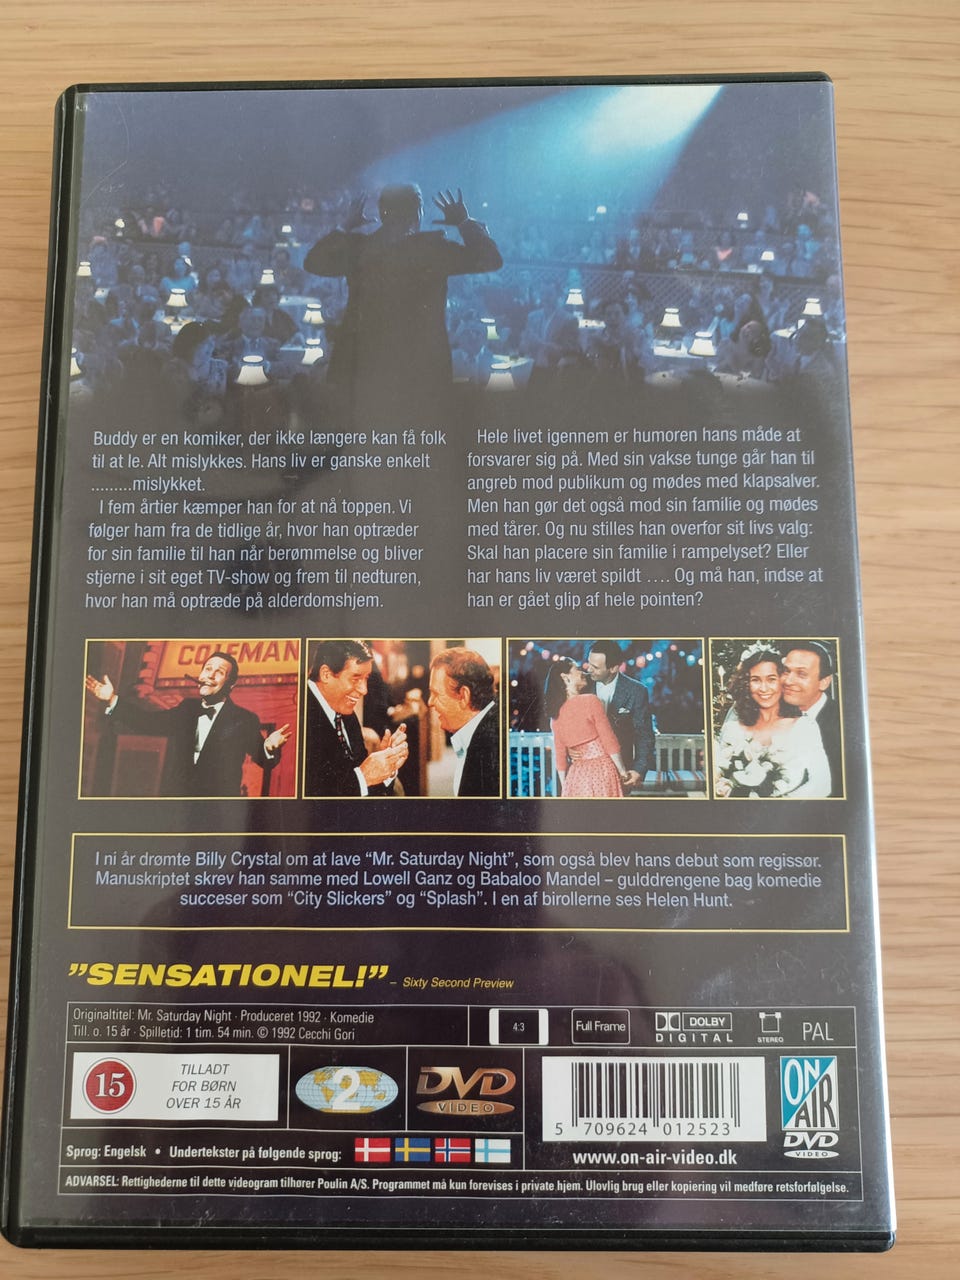 Buddy er en komiker, der ikke længere kan få folk
til at le. Alt mislykkes. Hans liv er ganske enkelt
.........mislykket.
I fem årtier kæmper han for at nå toppen. Vi
følger ham fra de tidlige år, hvor han optræder
for sin familie til han når berømmelse og bliver
stjerne i sit eget TV-show og frem til nedturen,
hvor han må optræde på alderdomshjem.
Hele livet igennem er humoren hans måde at
forsvarer sig på. Med sin vakse tunge går han til
angreb mod publikum og mødes med klapsalver.
Men han gør det også mod sin familie og mødes
med tårer. Og nu stilles han overfor sit livs valg:
Skal han placere sin familie i rampelyset? Eller
har hans liv været spildt .... Og må han, indse at
han er gået glip af hele pointen?
COLEMAN
I ni år drømte Billy Crystal om at lave "Mr. Saturday Night", som også blev hans debut som regissør.
Manuskriptet skrev han samme med Lowell Ganz og Babaloo Mandel – gulddrengene bag komedie
succeser som "City Slickers" og "Splash". I en af birollerne ses Helen Hunt.
"SENSATIONEL!" – Sixty Second Preview
Originaltitel: Mr. Saturday Night · Produceret 1992 · Komedie
Till. o. 15 år · Spilletid: 1 tim. 54 min. © 1992 Cecchi Gori
4:3
Full Frame
DOLBY
DIGITAL
STEREO
PAL
15
TILLADT
FOR BØRN
OVER 15 ÅR
2
DVD
VIDEO
5 709624 012523
ON
AIR
DVD
VIDEO
Sprog: Engelsk • Undertekster på følgende sprog:
www.on-air-video.dk
ADVARSEL: Rettighederne til dette videogram tilhører Poulin A/S. Programmet må kun forevises i private hjem. Ulovlig brug eller kopiering vil medføre retsforfølgelse.